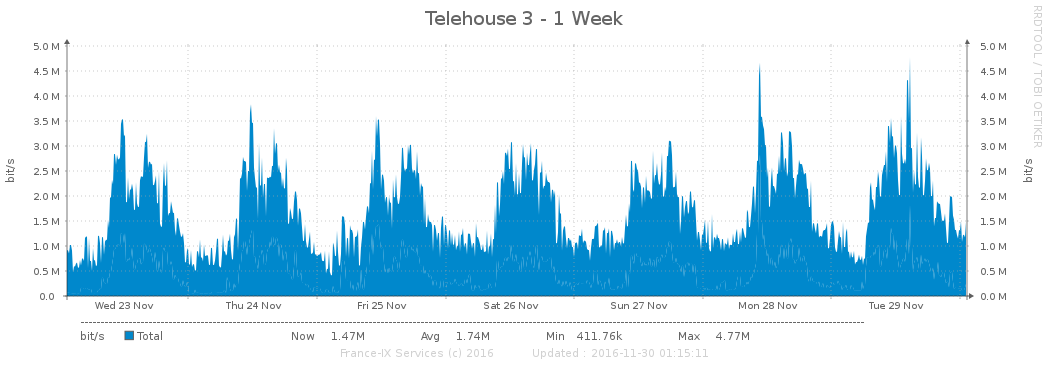 Telehouse 3 - 1 Week
RRDTOOL / TOBI OETIKER
bit/s
5.0 M 5.0 M
4.5 M 4.5 M
4.0 M 4.0 M
3.5 M 3.5 M
3.0 M 3.0 M
2.5 M 2.5 M
2.0 M 2.0 M
1.5 M 1.5 M
1.0 M 1.0 M
0.5 M 0.5 M
0.0 0.0 M
bit/s
Wed 23 Nov Thu 24 Nov Fri 25 Nov Sat 26 Nov Sun 27 Nov Mon 28 Nov Tue 29 Nov
bit/s Total Now 1.47M Avg 1.74M Min 411.76k Max 4.77M
France-IX Services (c) 2016 Updated : 2016-11-30 01:15:11